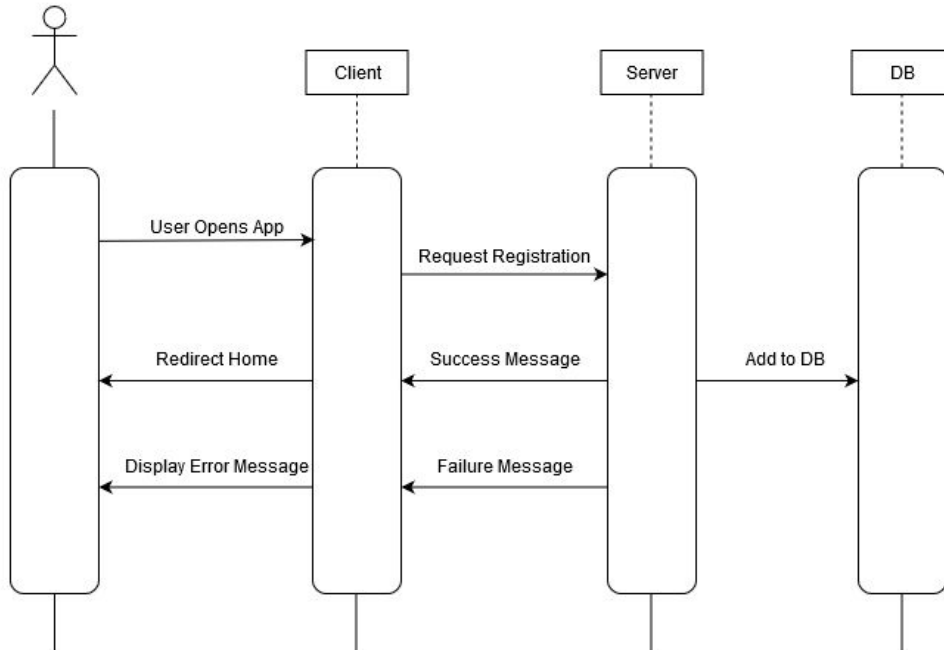 Client
Server
DB
User Opens App
Request Registration
Redirect Home
Success Message
Add to DB
Display Error Message
Failure Message